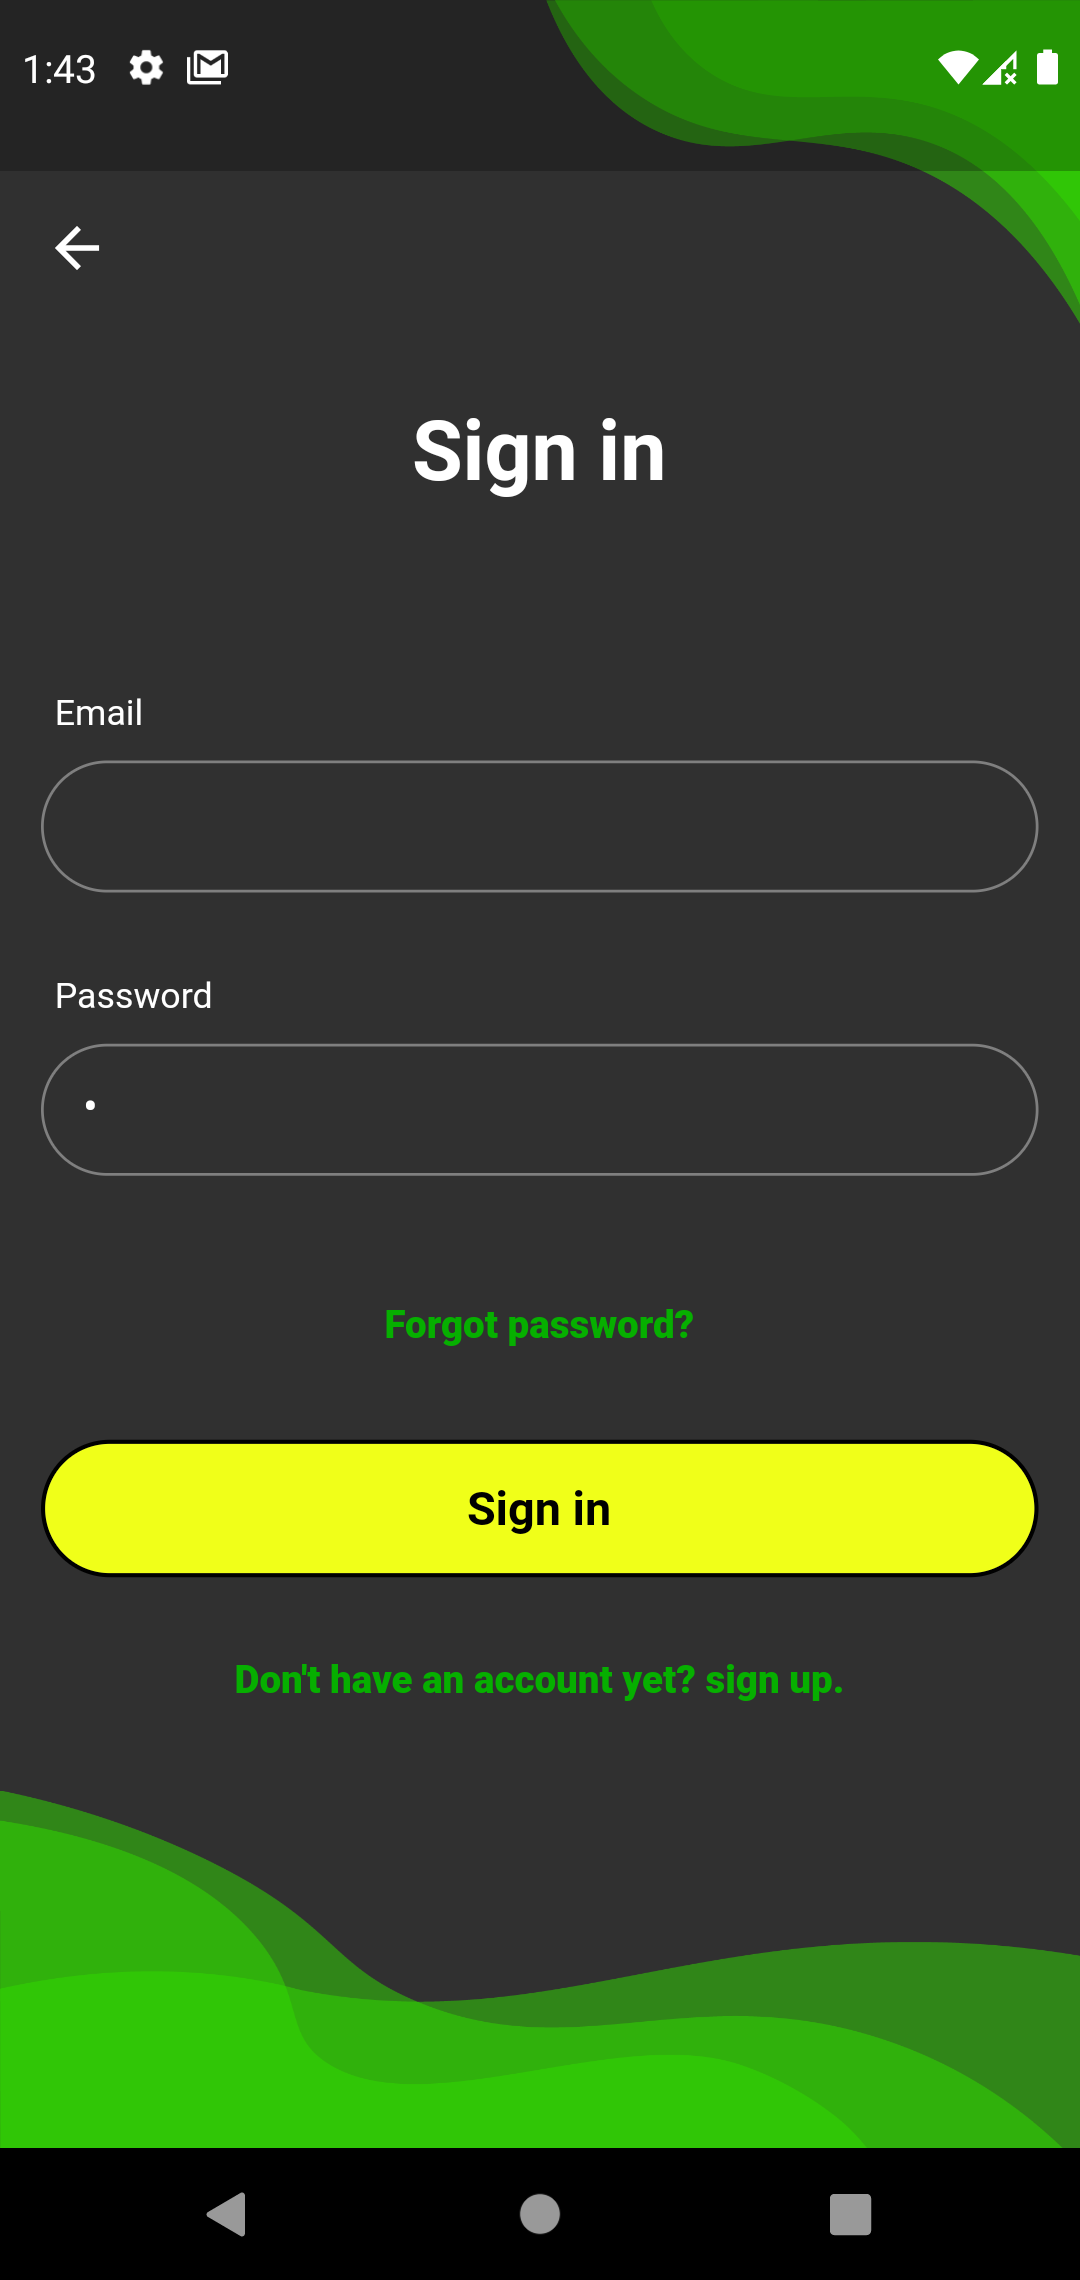 1:43
Sign in
Email
Password
•
Forgot password?
Sign in
Don't have an account yet? sign up.